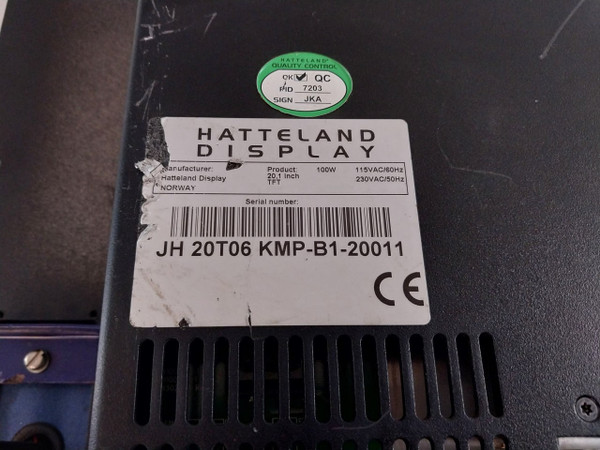 HATTELAND®
QUALITY CONTROL
OK ✓ QC
PID 7203
SIGN JKA
HATTELAND
DISPLAY
Manufacturer: Product: 100W 115VAC/60Hz
Hatteland Display 20.1 inch 230VAC/50Hz
NORWAY TFT
Serial number:
JH 20T06 KMP-B1-20011
CE